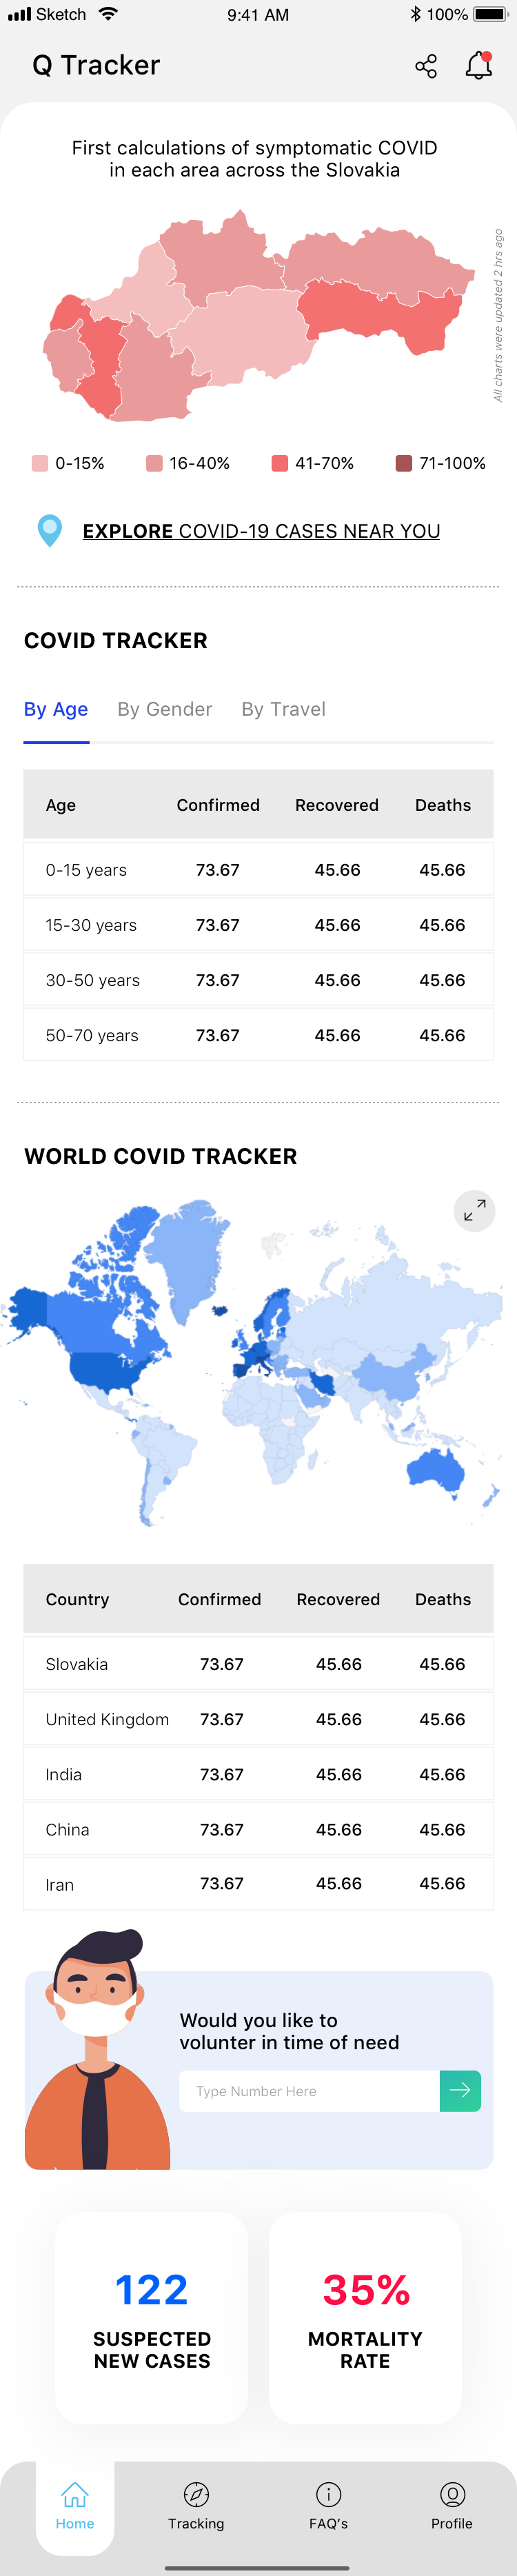 Sketch 9:41 AM 100%
Q Tracker
First calculations of symptomatic COVID
in each area across the Slovakia
All charts were updated 2 hrs ago
0-15% 16-40% 41-70% 71-100%
EXPLORE COVID-19 CASES NEAR YOU
COVID TRACKER
By Age By Gender By Travel
Age Confirmed Recovered Deaths
0-15 years 73.67 45.66 45.66
15-30 years 73.67 45.66 45.66
30-50 years 73.67 45.66 45.66
50-70 years 73.67 45.66 45.66
WORLD COVID TRACKER
Country Confirmed Recovered Deaths
Slovakia 73.67 45.66 45.66
United Kingdom 73.67 45.66 45.66
India 73.67 45.66 45.66
China 73.67 45.66 45.66
Iran 73.67 45.66 45.66
Would you like to
volunter in time of need
Type Number Here
122 35%
SUSPECTED MORTALITY
NEW CASES RATE
Home Tracking FAQ's Profile